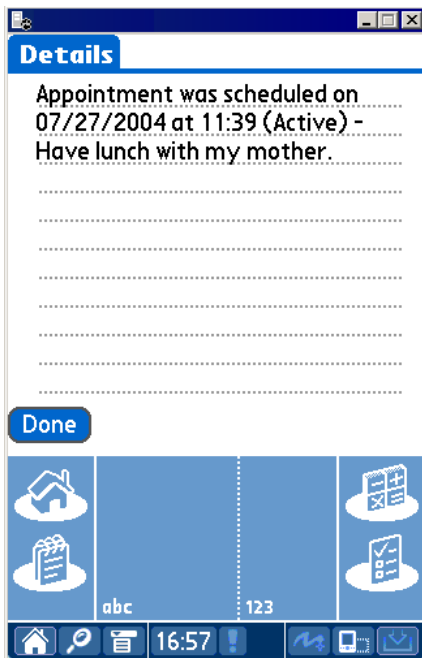 Details
Appointment was scheduled on
07/27/2004 at 11:39 (Active) -
Have lunch with my mother.
Done
abc
123
16:57